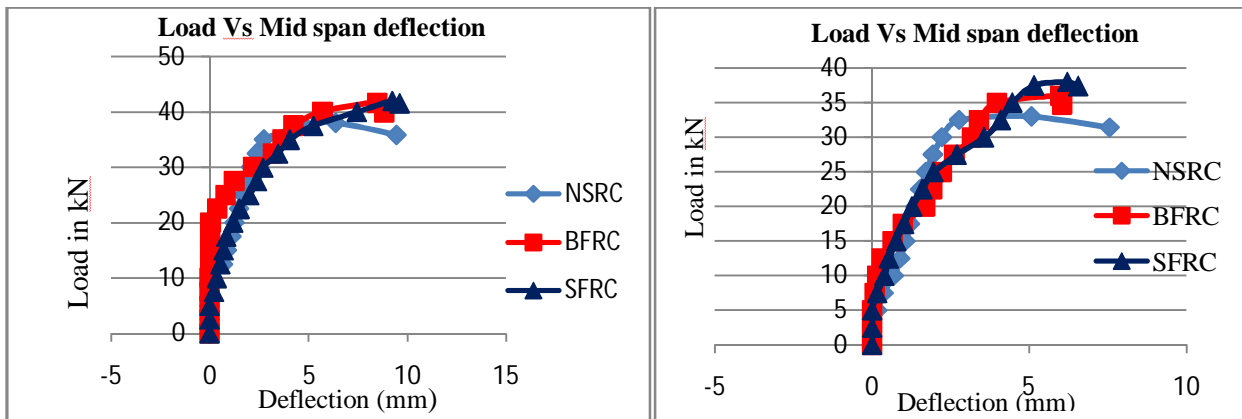 Load Vs Mid span deflection
50
40
30
20
10
0
-5 0 5 10 15
Load in kN
Deflection (mm)
NSRC
BFRC
SFRC
Load Vs Mid span deflection
40
35
30
25
20
15
10
5
0
-5 0 5 10
Load in kN
Deflection (mm)
NSRC
BFRC
SFRC